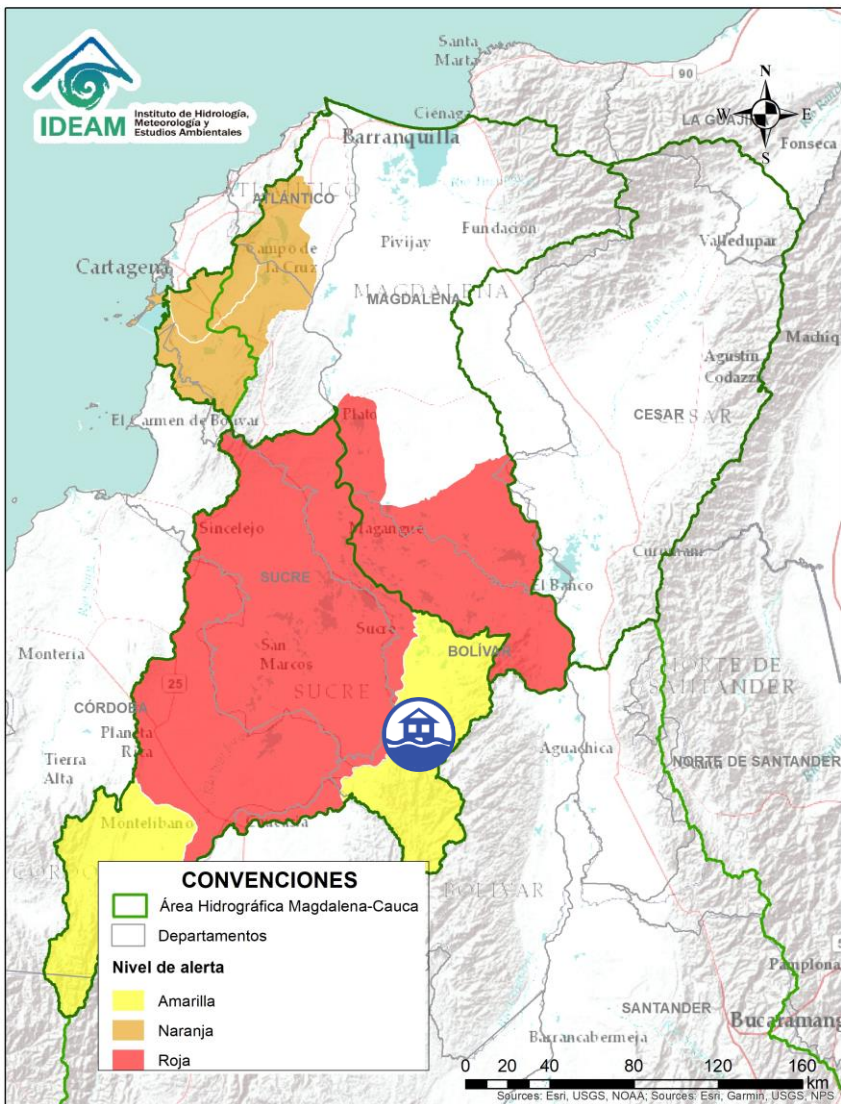 IDEAM
Instituto de Hidrología,
Meteorología y
Estudios Ambientales
Santa
Marta
90
N
W
E
S
LA GUAJIRA
Fonseca
Ciénaga
Barranquilla
ATLÁNTICO
ATLÁNTICO
Pivijay
Fundación
Valledupar
Campo de
la Cruz
Cartagena
MAGDALENA
MAGDALENA
Agustín
Codazzi
El Carmen de Bolívar
Plato
CESAR
CESAR
Sincelejo
Magangué
Curumaní
El Banco
SUCRE
Sucre
BOLÍVAR
Montería
San
Marcos
SUCRE
25
NORTE DE
SANTANDER
CÓRDOBA
Planeta
Rica
Tierra
Alta
Aguachica
NORTE DE SANTANDER
Montelíbano
BOLÍVAR
CONVENCIONES
Área Hidrográfica Magdalena-Cauca
Departamentos
Nivel de alerta
Amarilla
Naranja
Roja
Pamplona
SANTANDER
Bucaramang
Barrancabermeja
0 20 40 80 120 160
km
Sources: Esri, USGS, NOAA; Sources: Esri, Garmin, USGS, NPS